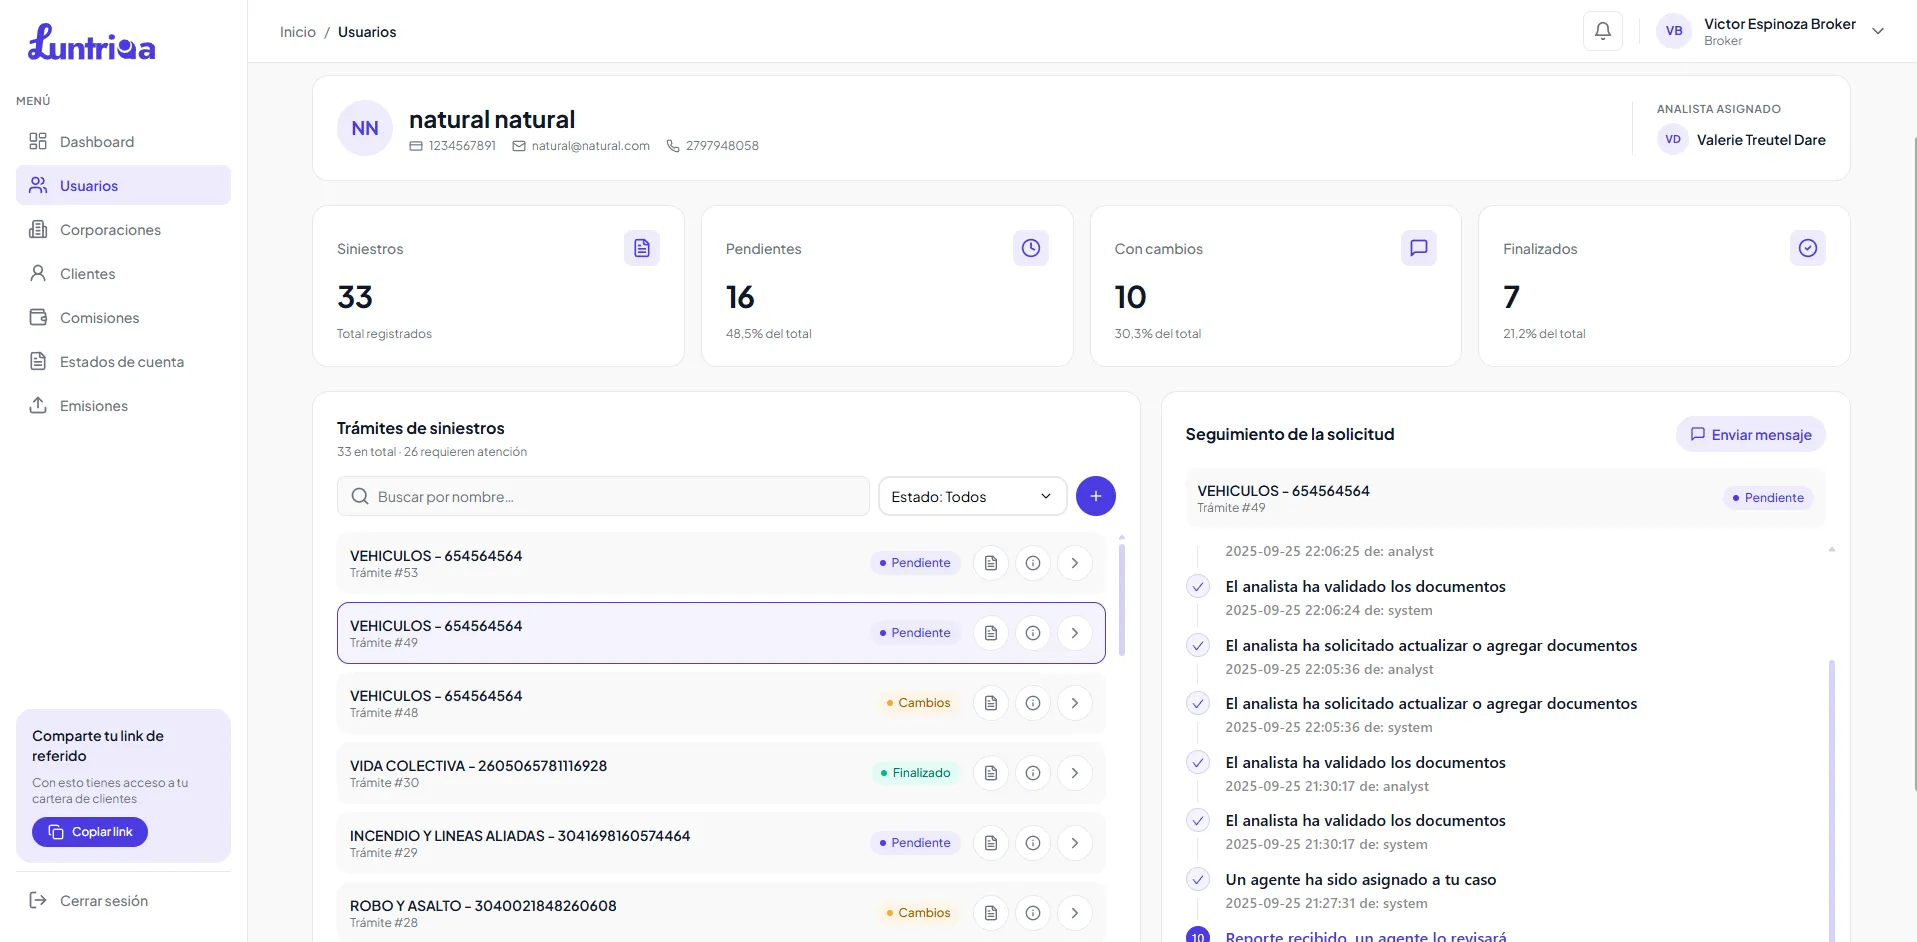 Luntriqa
MENÚ
Dashboard
Usuarios
Corporaciones
Clientes
Comisiones
Estados de cuenta
Emisiones
Comparte tu link de
referido
Con esto tienes acceso a tu
cartera de clientes
Copiar link
Cerrar sesión
Inicio / Usuarios
VB
Victor Espinoza Broker
Broker
NN
natural natural
1234567891 natural@natural.com 2797948058
ANALISTA ASIGNADO
VD Valerie Treutel Dare
Siniestros
33
Total registrados
Pendientes
16
48,5% del total
Con cambios
10
30,3% del total
Finalizados
7
21,2% del total
Trámites de siniestros
33 en total · 26 requieren atención
Buscar por nombre...
Estado: Todos
+
VEHICULOS - 654564564
Trámite #53
Pendiente
VEHICULOS - 654564564
Trámite #49
Pendiente
VEHICULOS - 654564564
Trámite #48
Cambios
VIDA COLECTIVA - 2605065781116928
Trámite #30
Finalizado
INCENDIO Y LINEAS ALIADAS - 3041698160574464
Trámite #29
Pendiente
ROBO Y ASALTO - 3040021848260608
Trámite #28
Cambios
Seguimiento de la solicitud
Enviar mensaje
VEHICULOS - 654564564
Trámite #49
Pendiente
2025-09-25 22:06:25 de: analyst
El analista ha validado los documentos
2025-09-25 22:06:24 de: system
El analista ha solicitado actualizar o agregar documentos
2025-09-25 22:05:36 de: analyst
El analista ha solicitado actualizar o agregar documentos
2025-09-25 22:05:36 de: system
El analista ha validado los documentos
2025-09-25 21:30:17 de: analyst
El analista ha validado los documentos
2025-09-25 21:30:17 de: system
Un agente ha sido asignado a tu caso
2025-09-25 21:27:31 de: system
10 Reporte recibido, un agente lo revisará